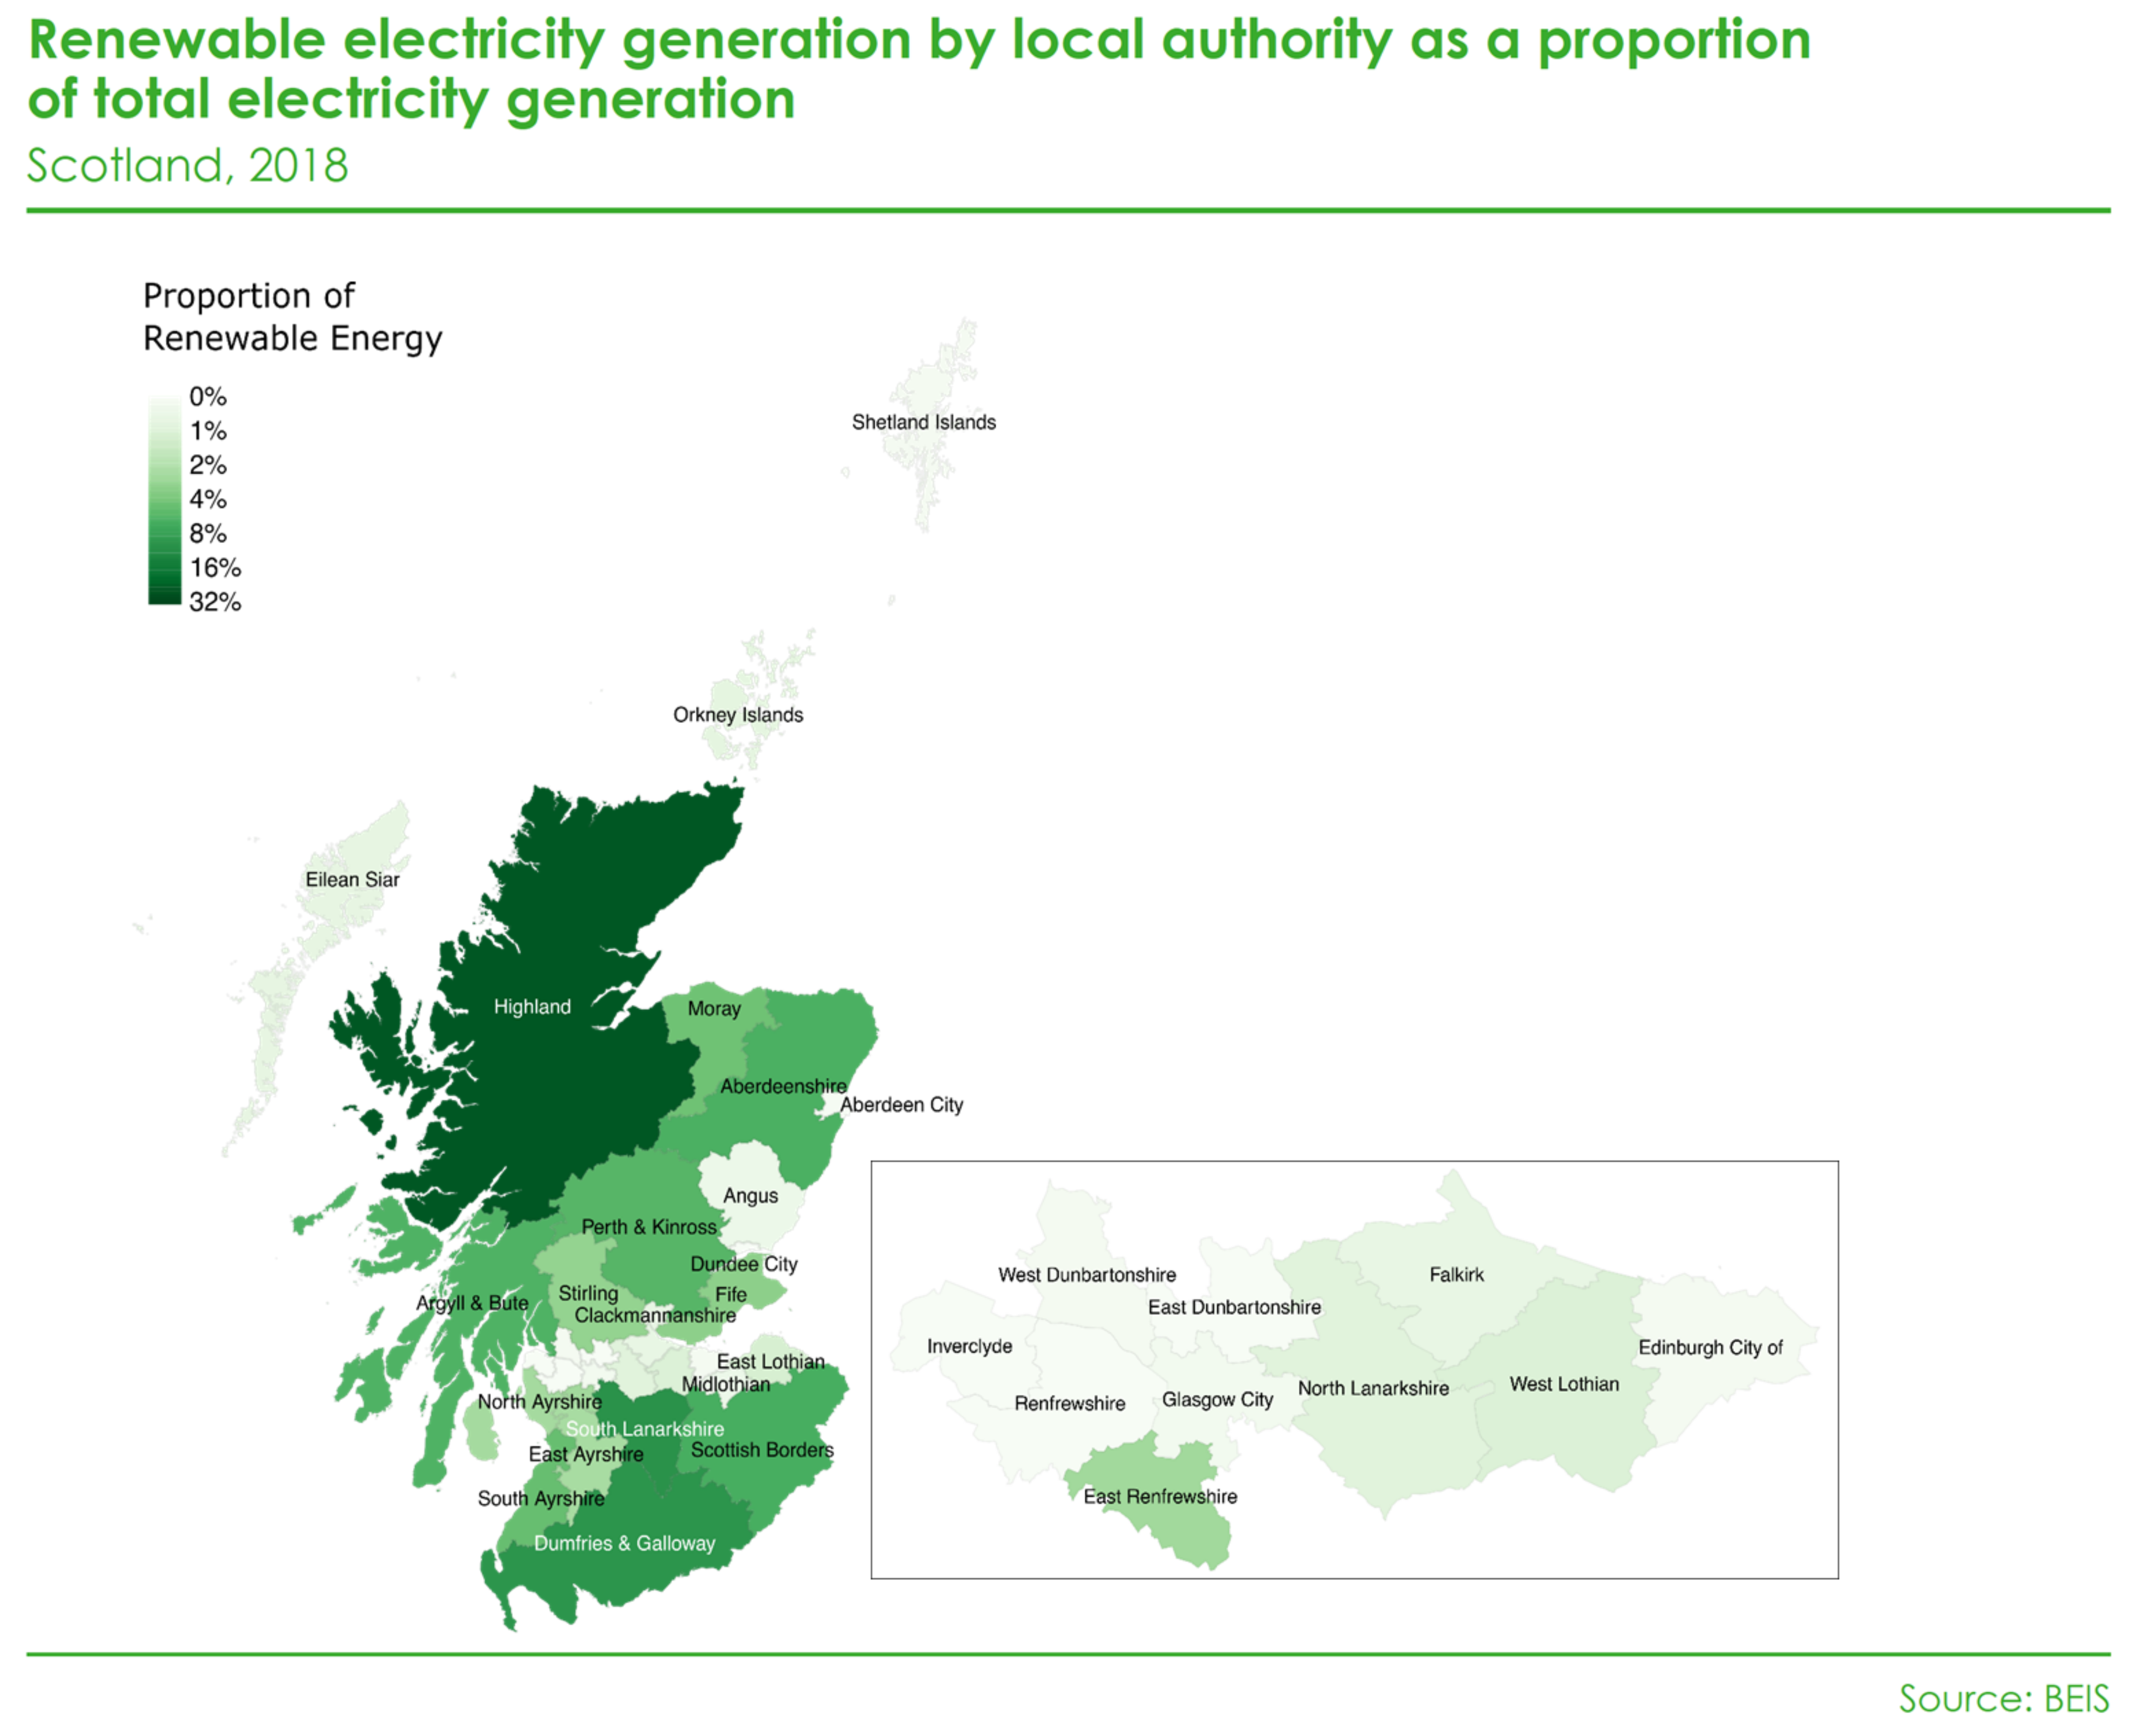 Renewable electricity generation by local authority as a proportion
of total electricity generation
Scotland, 2018
Proportion of
Renewable Energy
0%
1%
2%
4%
8%
16%
32%
Shetland Islands
Orkney Islands
Eilean Siar
Highland
Moray
Aberdeenshire
Aberdeen City
Angus
Perth & Kinross
Dundee City
Stirling
Fife
Argyll & Bute
Clackmannanshire
East Lothian
Midlothian
North Ayrshire
South Lanarkshire
East Ayrshire
Scottish Borders
South Ayrshire
Dumfries & Galloway
West Dunbartonshire
Falkirk
East Dunbartonshire
Inverclyde
Edinburgh City of
North Lanarkshire
West Lothian
Renfrewshire
Glasgow City
East Renfrewshire
Source: BEIS